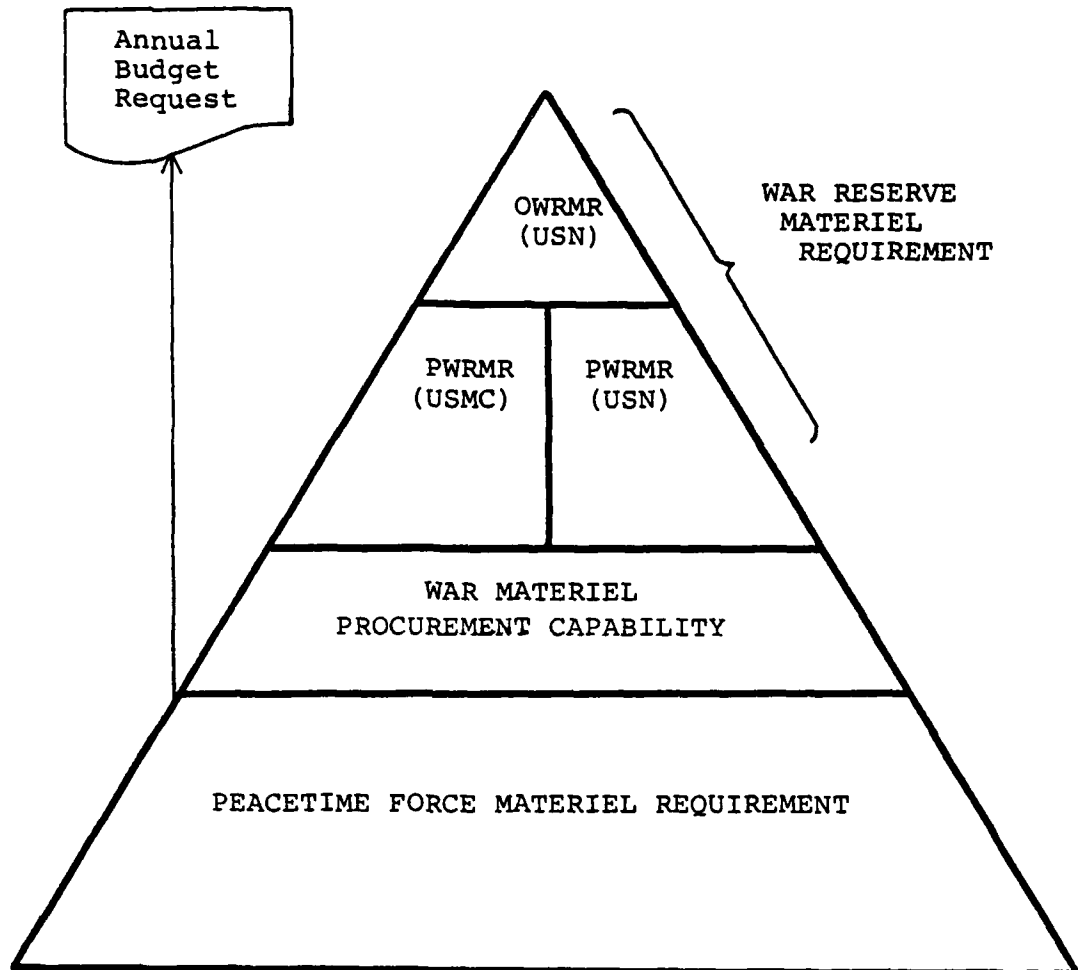 Annual
Budget
Request
OWRMR
(USN)
WAR RESERVE
MATERIEL
REQUIREMENT
PWRMR
(USMC)
PWRMR
(USN)
WAR MATERIEL
PROCUREMENT CAPABILITY
PEACETIME FORCE MATERIEL REQUIREMENT